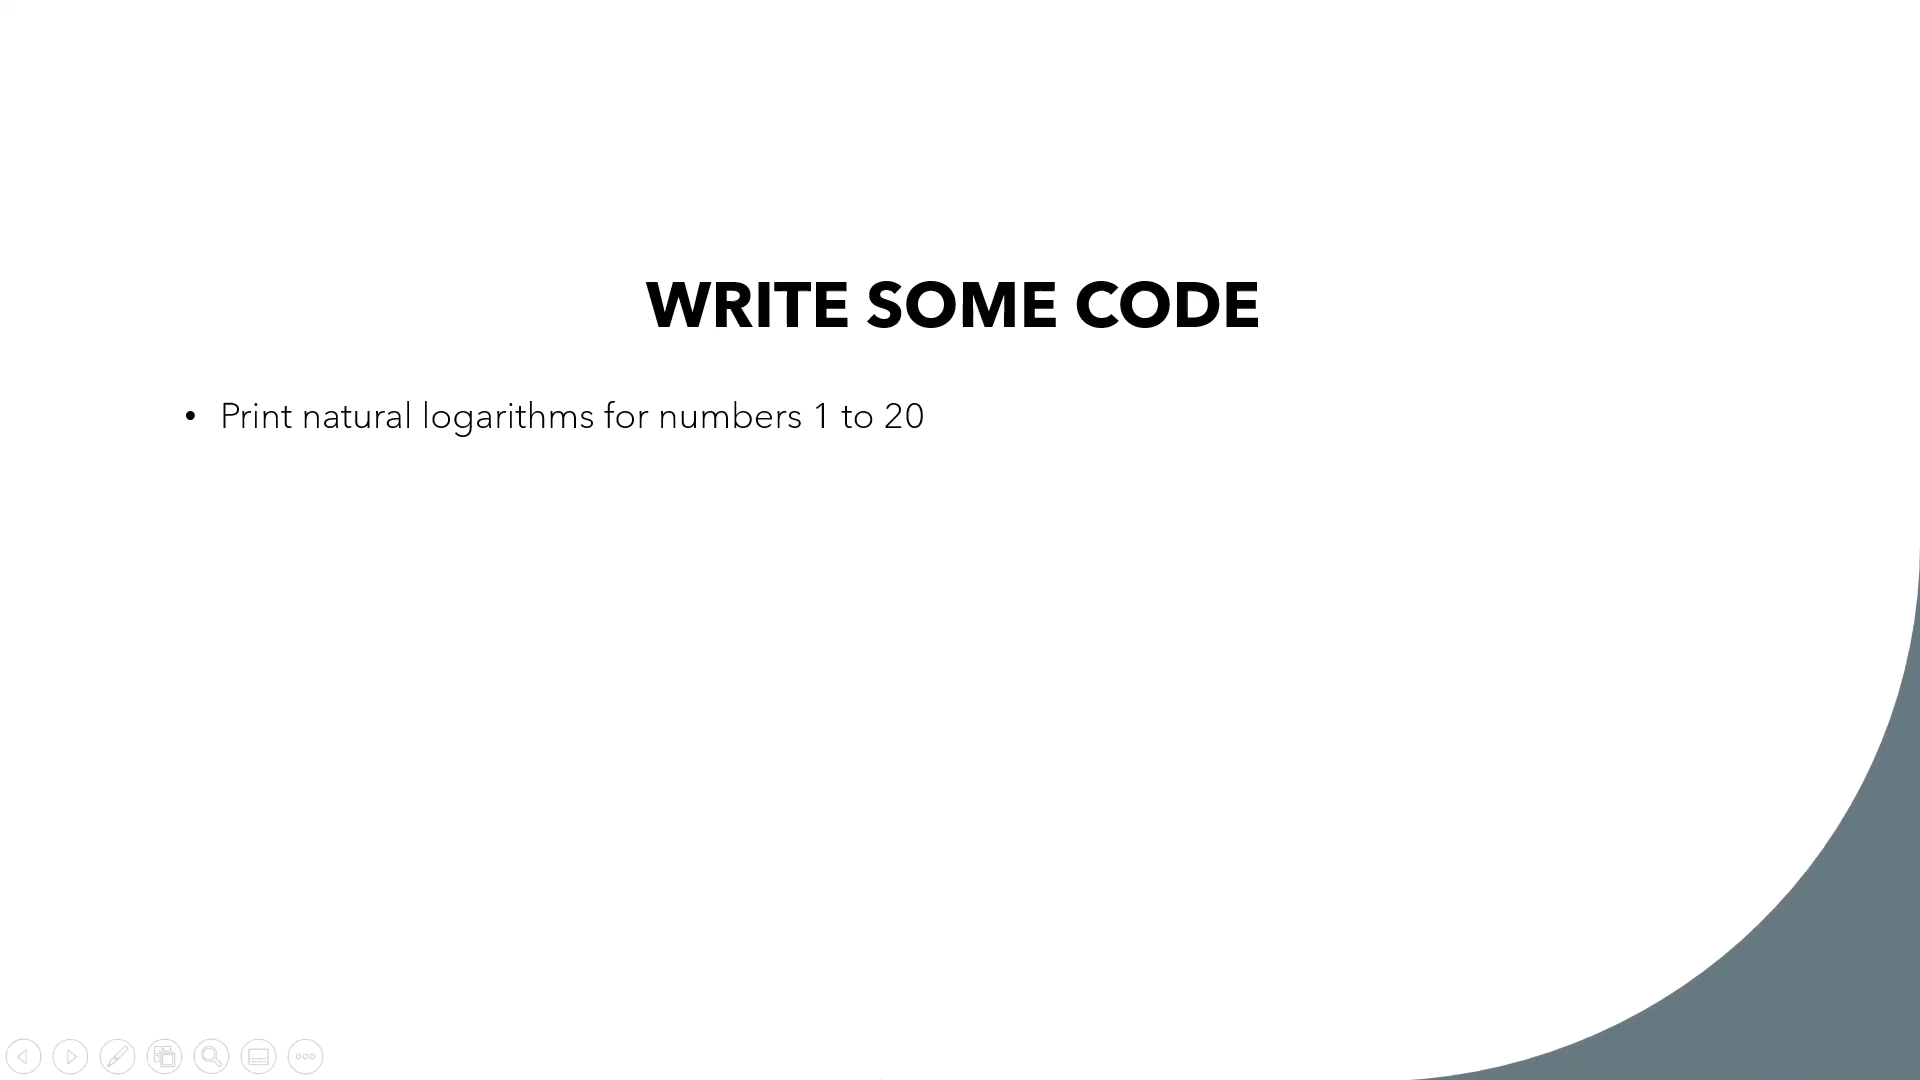 WRITE SOME CODE
• Print natural logarithms for numbers 1 to 20